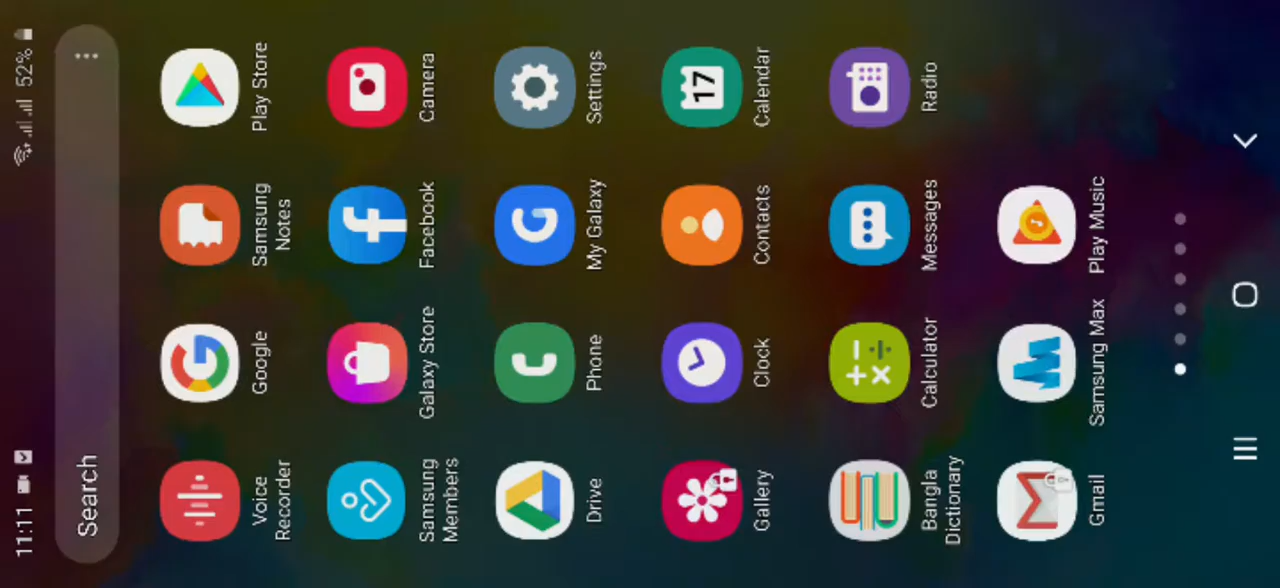 11:11
52%
Search
Voice
Recorder
Google
Samsung
Notes
Play Store
Samsung
Members
Galaxy Store
Facebook
Camera
Drive
Phone
My Galaxy
Settings
Gallery
Clock
Contacts
17
Calendar
Bangla
Dictionary
Calculator
Messages
Radio
Gmail
Samsung Max
Play Music